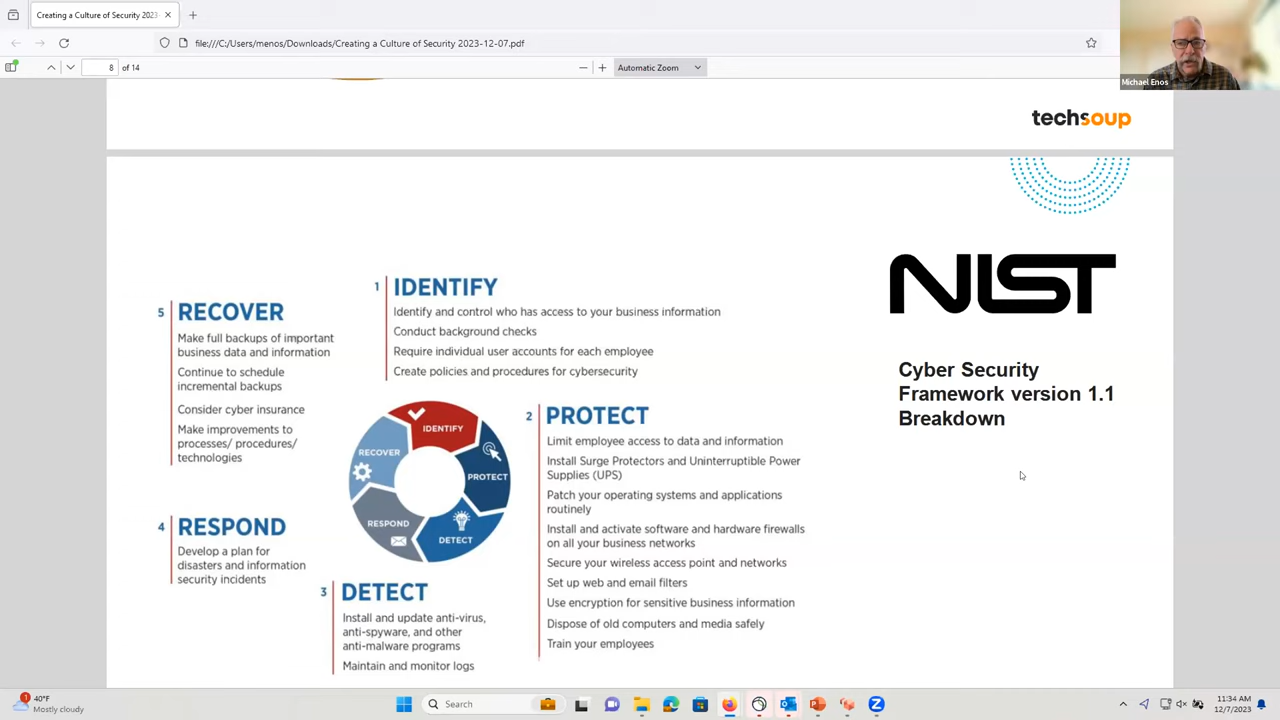 Creating a Culture of Security 2023-
file:///C:/Users/menos/Downloads/Creating a Culture of Security 2023-12-07.pdf
8 of 14
Automatic Zoom
Michael Enos
techsoup
NIST
Cyber Security
Framework version 1.1
Breakdown
1 IDENTIFY
Identify and control who has access to your business information
Conduct background checks
Require individual user accounts for each employee
Create policies and procedures for cybersecurity
2 PROTECT
Limit employee access to data and information
Install Surge Protectors and Uninterruptible Power
Supplies (UPS)
Patch your operating systems and applications
routinely
Install and activate software and hardware firewalls
on all your business networks
Secure your wireless access point and networks
Set up web and email filters
Use encryption for sensitive business information
Dispose of old computers and media safely
Train your employees
3 DETECT
Install and update anti-virus,
anti-spyware, and other
anti-malware programs
Maintain and monitor logs
4 RESPOND
Develop a plan for
disasters and information
security incidents
5 RECOVER
Make full backups of important
business data and information
Continue to schedule
incremental backups
Consider cyber insurance
Make improvements to
processes/ procedures/
technologies
IDENTIFY
PROTECT
DETECT
RESPOND
RECOVER
1
40°F
Mostly cloudy
Search
11:34 AM
12/7/2023